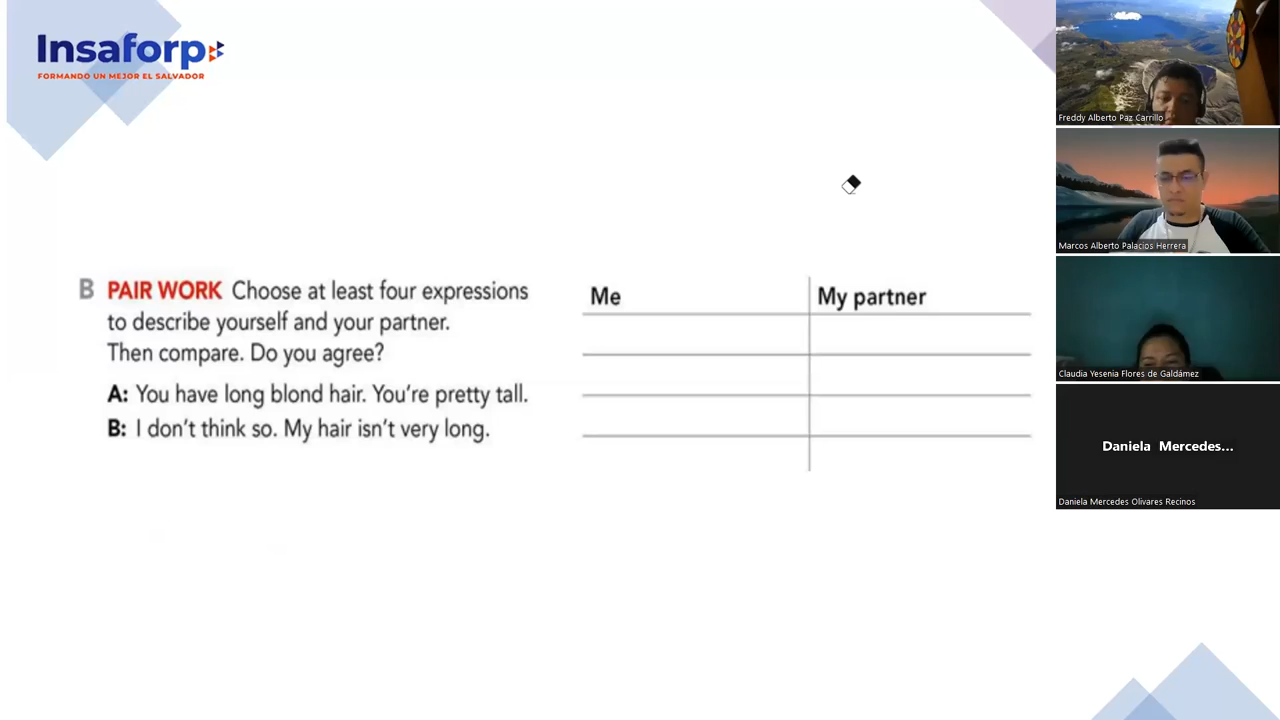 Insaforp
FORMANDO UN MEJOR EL SALVADOR
B PAIR WORK Choose at least four expressions
to describe yourself and your partner.
Then compare. Do you agree?
A: You have long blond hair. You're pretty tall.
B: I don't think so. My hair isn't very long.
Me
My partner
Freddy Alberto Paz Carrillo
Marcos Alberto Palacios Herrera
Claudia Yesenia Flores de Galdámez
Daniela Mercedes...
Daniela Mercedes Olivares Recinos